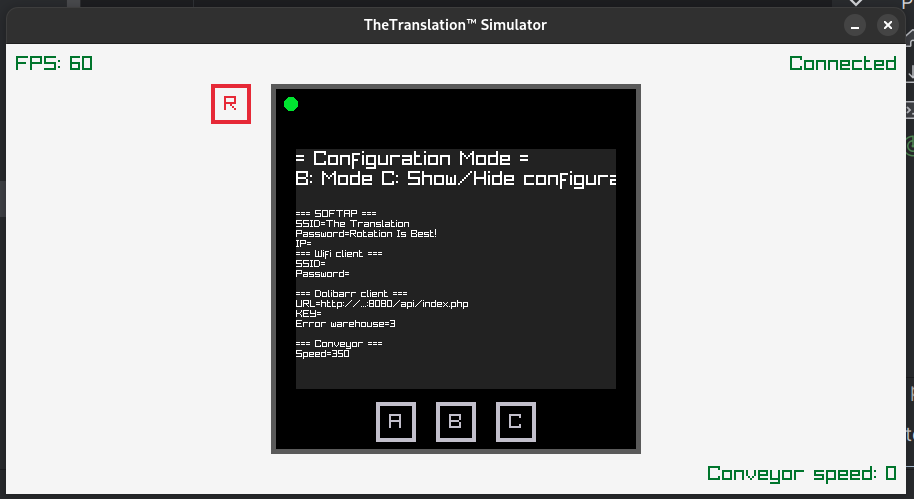 TheTranslation™ Simulator
FPS: 60
Connected
R
= Configuration Mode =
B: Mode C: Show/Hide configura
=== SOFTAP ===
SSID=The Translation
Password=Rotation Is Best!
IP=
=== Wifi client ===
SSID=
Password=
=== Dolibarr client ===
URL=http://...:8080/api/index.php
KEY=
Error warehouse=3
=== Conveyor ===
Speed=350
A B C
Conveyor speed: 0